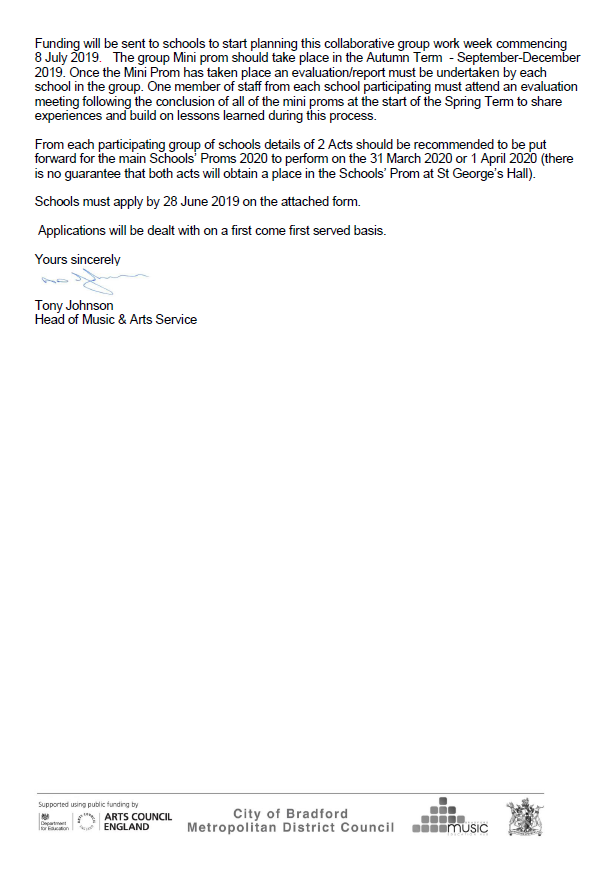 Funding will be sent to schools to start planning this collaborative group work week commencing
8 July 2019.   The group Mini prom should take place in the Autumn Term  - September-December
2019. Once the Mini Prom has taken place an evaluation/report must be undertaken by each
school in the group. One member of staff from each school participating must attend an evaluation
meeting following the conclusion of all of the mini proms at the start of the Spring Term to share
experiences and build on lessons learned during this process.
From each participating group of schools details of 2 Acts should be recommended to be put
forward for the main Schools' Proms 2020 to perform on the 31 March 2020 or 1 April 2020 (there
is no guarantee that both acts will obtain a place in the Schools' Prom at St George's Hall).
Schools must apply by 28 June 2019 on the attached form.
Applications will be dealt with on a first come first served basis.
Yours sincerely
Tony Johnson
Head of Music & Arts Service
Supported using public funding by
Department
for Education
ARTS COUNCIL
ENGLAND
City of Bradford
Metropolitan District Council
music